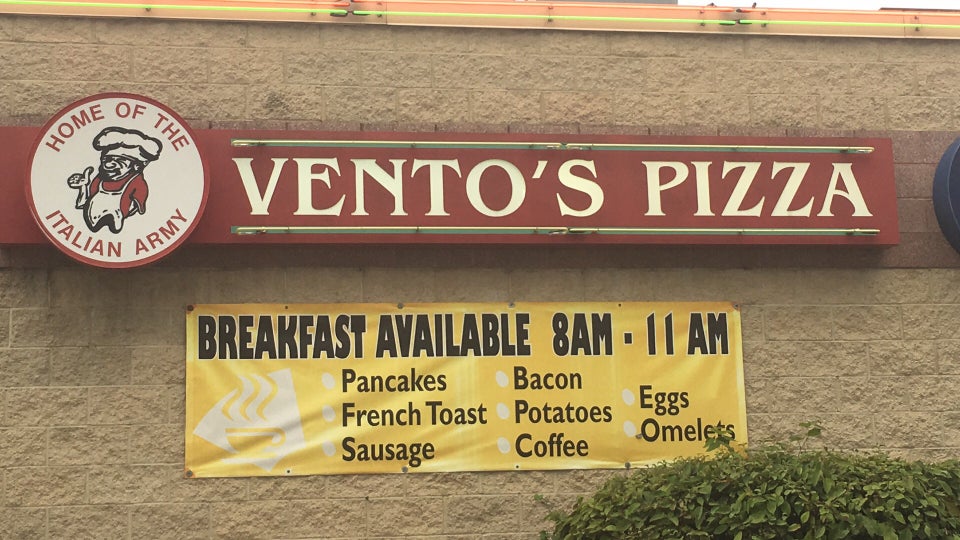 HOME OF THE
ITALIAN ARMY
VENTO'S PIZZA
BREAKFAST AVAILABLE 8AM - 11 AM
Pancakes
French Toast
Sausage
Bacon
Potatoes
Coffee
Eggs
Omelets